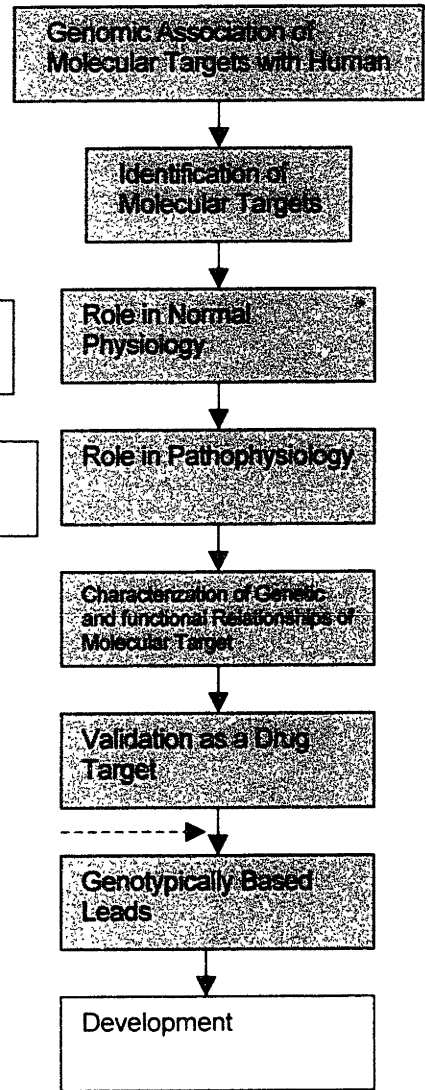 Genomic Association of
Molecular Targets with Human
Identification of
Molecular Targets
Role in Normal
Physiology
Role in Pathophysiology
Characterization of Genetic
and functional Relationships of
Molecular Target
Validation as a Drug
Target
Genotypically Based
Leads
Development